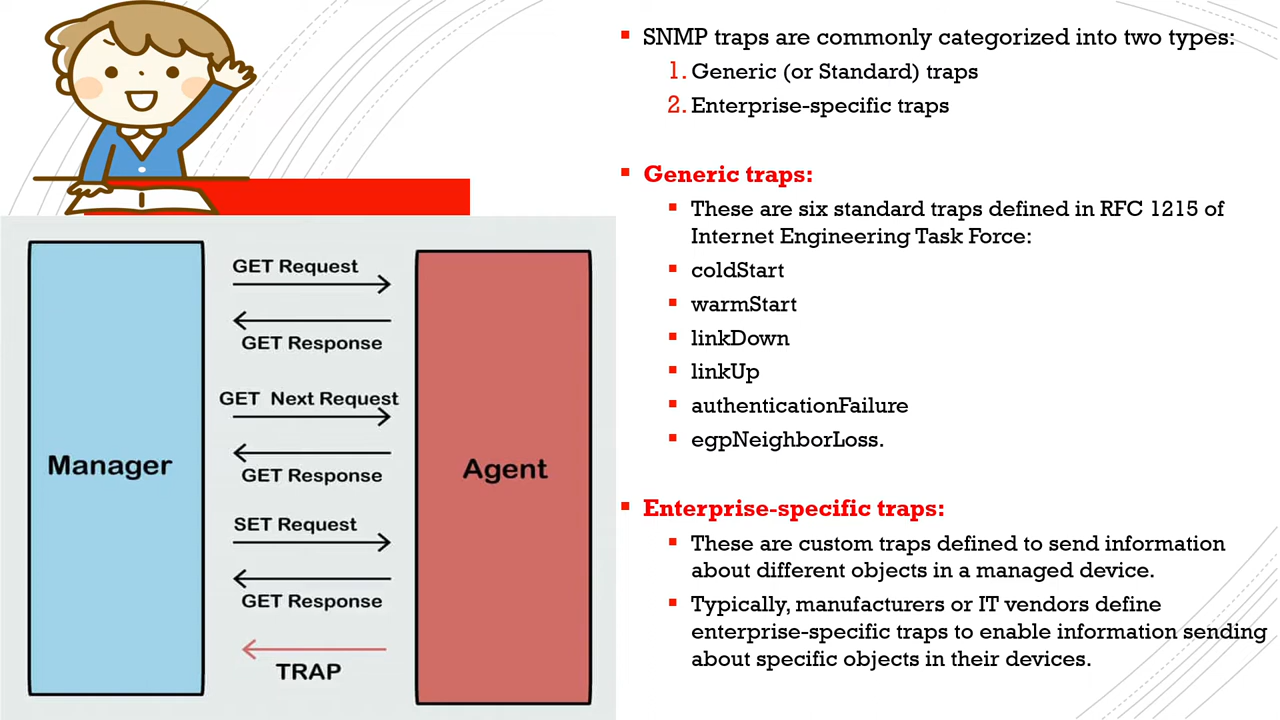 SNMP traps are commonly categorized into two types:
1. Generic (or Standard) traps
2. Enterprise-specific traps
Generic traps:
These are six standard traps defined in RFC 1215 of
Internet Engineering Task Force:
coldStart
warmStart
linkDown
linkUp
authenticationFailure
egpNeighborLoss.
Enterprise-specific traps:
These are custom traps defined to send information
about different objects in a managed device.
Typically, manufacturers or IT vendors define
enterprise-specific traps to enable information sending
about specific objects in their devices.
Manager
GET Request
GET Response
GET Next Request
GET Response
SET Request
GET Response
TRAP
Agent